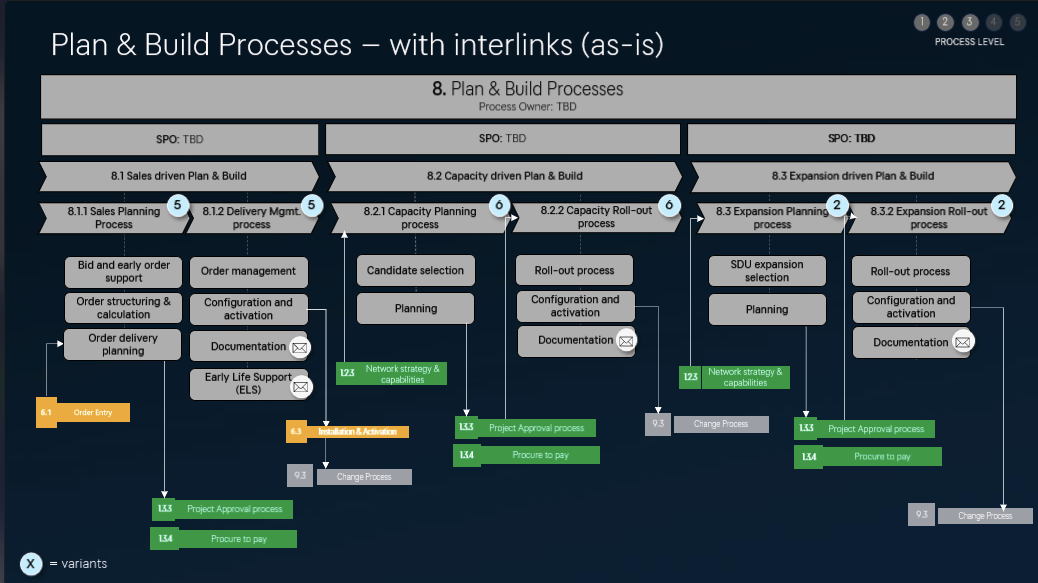 1 2 3 4 5
PROCESS LEVEL
Plan & Build Processes – with interlinks (as-is)
8. Plan & Build Processes
Process Owner: TBD
SPO: TBD
SPO: TBD
SPO: TBD
8.1 Sales driven Plan & Build
8.2 Capacity driven Plan & Build
8.3 Expansion driven Plan & Build
8.1.1 Sales Planning
Process
5
8.1.2 Delivery Mgmt.
process
5
8.2.1 Capacity Planning
process
6
8.2.2 Capacity Roll-out
process
6
8.3 Expansion Planning
process
2
8.3.2 Expansion Roll-out
process
2
Bid and early order
support
Order structuring &
calculation
Order delivery
planning
Order management
Configuration and
activation
Documentation
Early Life Support
(ELS)
Candidate selection
Planning
Roll-out process
Configuration and
activation
Documentation
SDU expansion
selection
Planning
Roll-out process
Configuration and
activation
Documentation
1.2.3 Network strategy &
capabilities
1.2.3 Network strategy &
capabilities
6.1 Order Entry
6.3 Installation & Activation
9.3 Change Process
1.3.3 Project Approval process
1.3.4 Procure to pay
9.3 Change Process
1.3.3 Project Approval process
1.3.4 Procure to pay
1.3.3 Project Approval process
1.3.4 Procure to pay
9.3 Change Process
X = variants